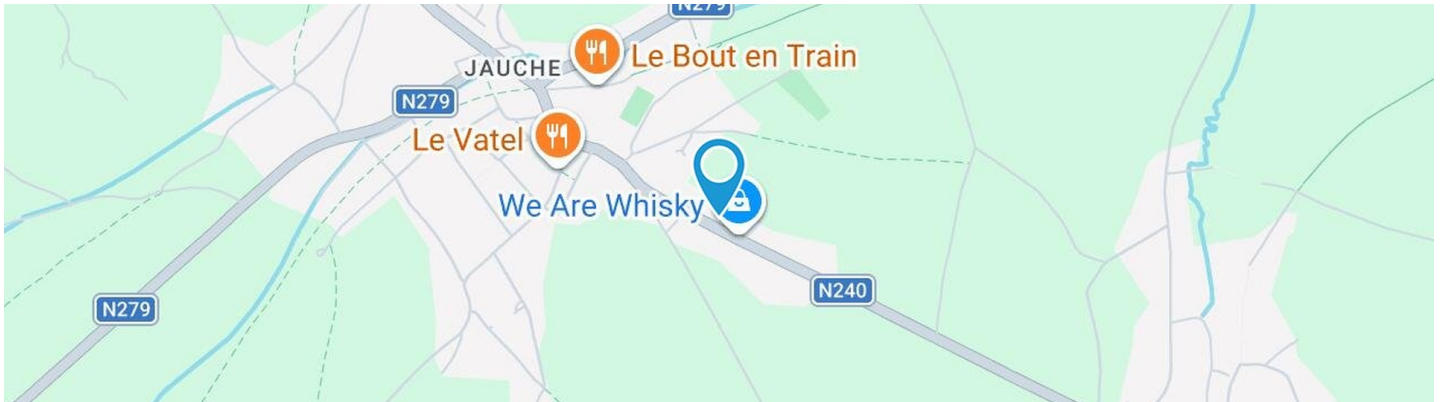 N279
Le Bout en Train
JAUCHE
N279
Le Vatel
We Are Whisky
N240
N279